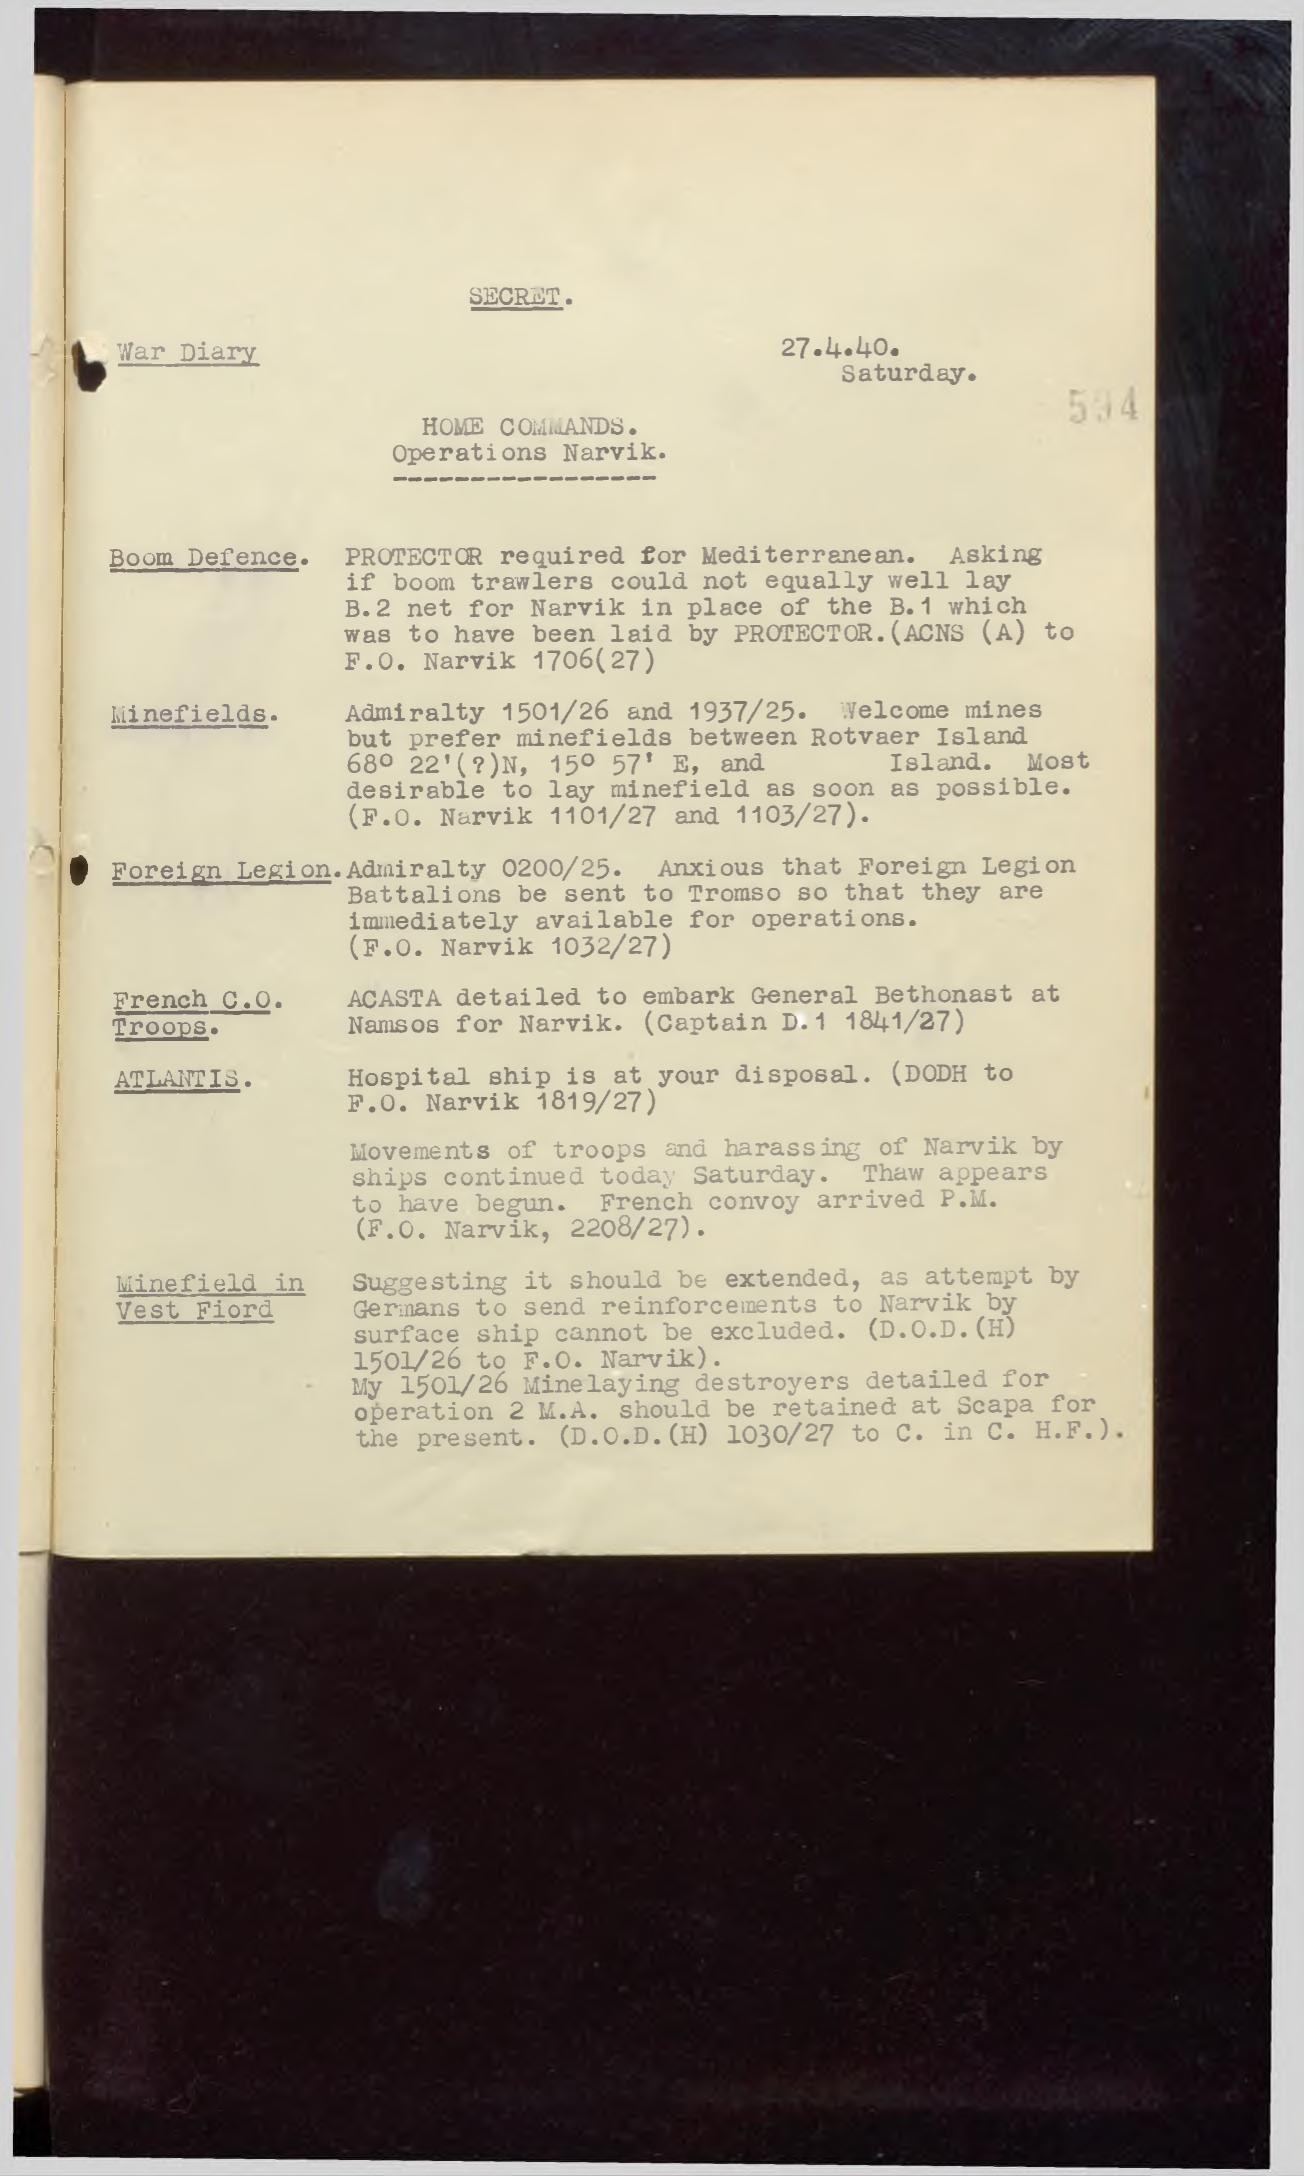 SECRET.
War Diary
27.4.40.
Saturday.
594
HOME COMMANDS.
Operations Narvik.
-----------------
Boom Defence. PROTECTOR required for Mediterranean. Asking
if boom trawlers could not equally well lay
B.2 net for Narvik in place of the B.1 which
was to have been laid by PROTECTOR.(ACNS (A) to
F.O. Narvik 1706(27)
Minefields. Admiralty 1501/26 and 1937/25. Welcome mines
but prefer minefields between Rotvaer Island
68° 22'(?)N, 15° 57' E, and Island. Most
desirable to lay minefield as soon as possible.
(F.O. Narvik 1101/27 and 1103/27).
Foreign Legion. Admiralty 0200/25. Anxious that Foreign Legion
Battalions be sent to Tromso so that they are
immediately available for operations.
(F.O. Narvik 1032/27)
French C.O. ACASTA detailed to embark General Bethonast at
Troops. Namsos for Narvik. (Captain D.1 1841/27)
ATLANTIS. Hospital ship is at your disposal. (DODH to
F.O. Narvik 1819/27)
Movements of troops and harassing of Narvik by
ships continued today Saturday. Thaw appears
to have begun. French convoy arrived P.M.
(F.O. Narvik, 2208/27).
Minefield in Suggesting it should be extended, as attempt by
Vest Fiord Germans to send reinforcements to Narvik by
surface ship cannot be excluded. (D.O.D.(H)
1501/26 to F.O. Narvik).
My 1501/26 Minelaying destroyers detailed for
operation 2 M.A. should be retained at Scapa for
the present. (D.O.D.(H) 1030/27 to C. in C. H.F.).